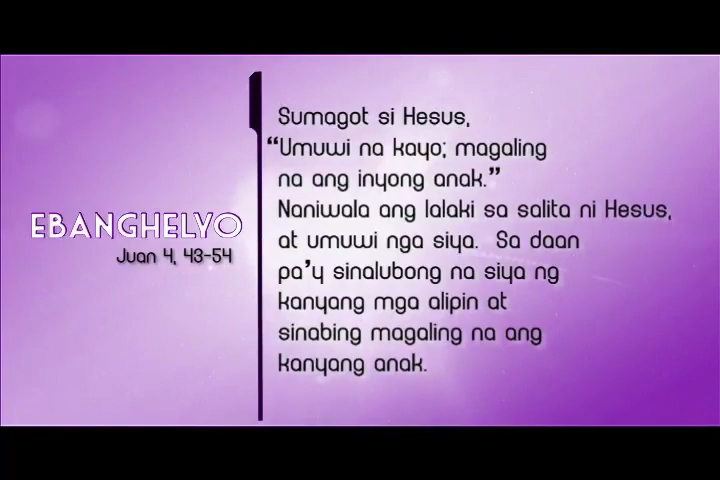 EBANGHELYO
Juan 4, 43-54
Sumagot si Hesus,
“Umuwi na kayo; magaling
na ang inyong anak.”
Naniwala ang lalaki sa salita ni Hesus,
at umuwi nga siya. Sa daan
pa’y sinalubong na siya ng
kanyang mga alipin at
sinabing magaling na ang
kanyang anak.